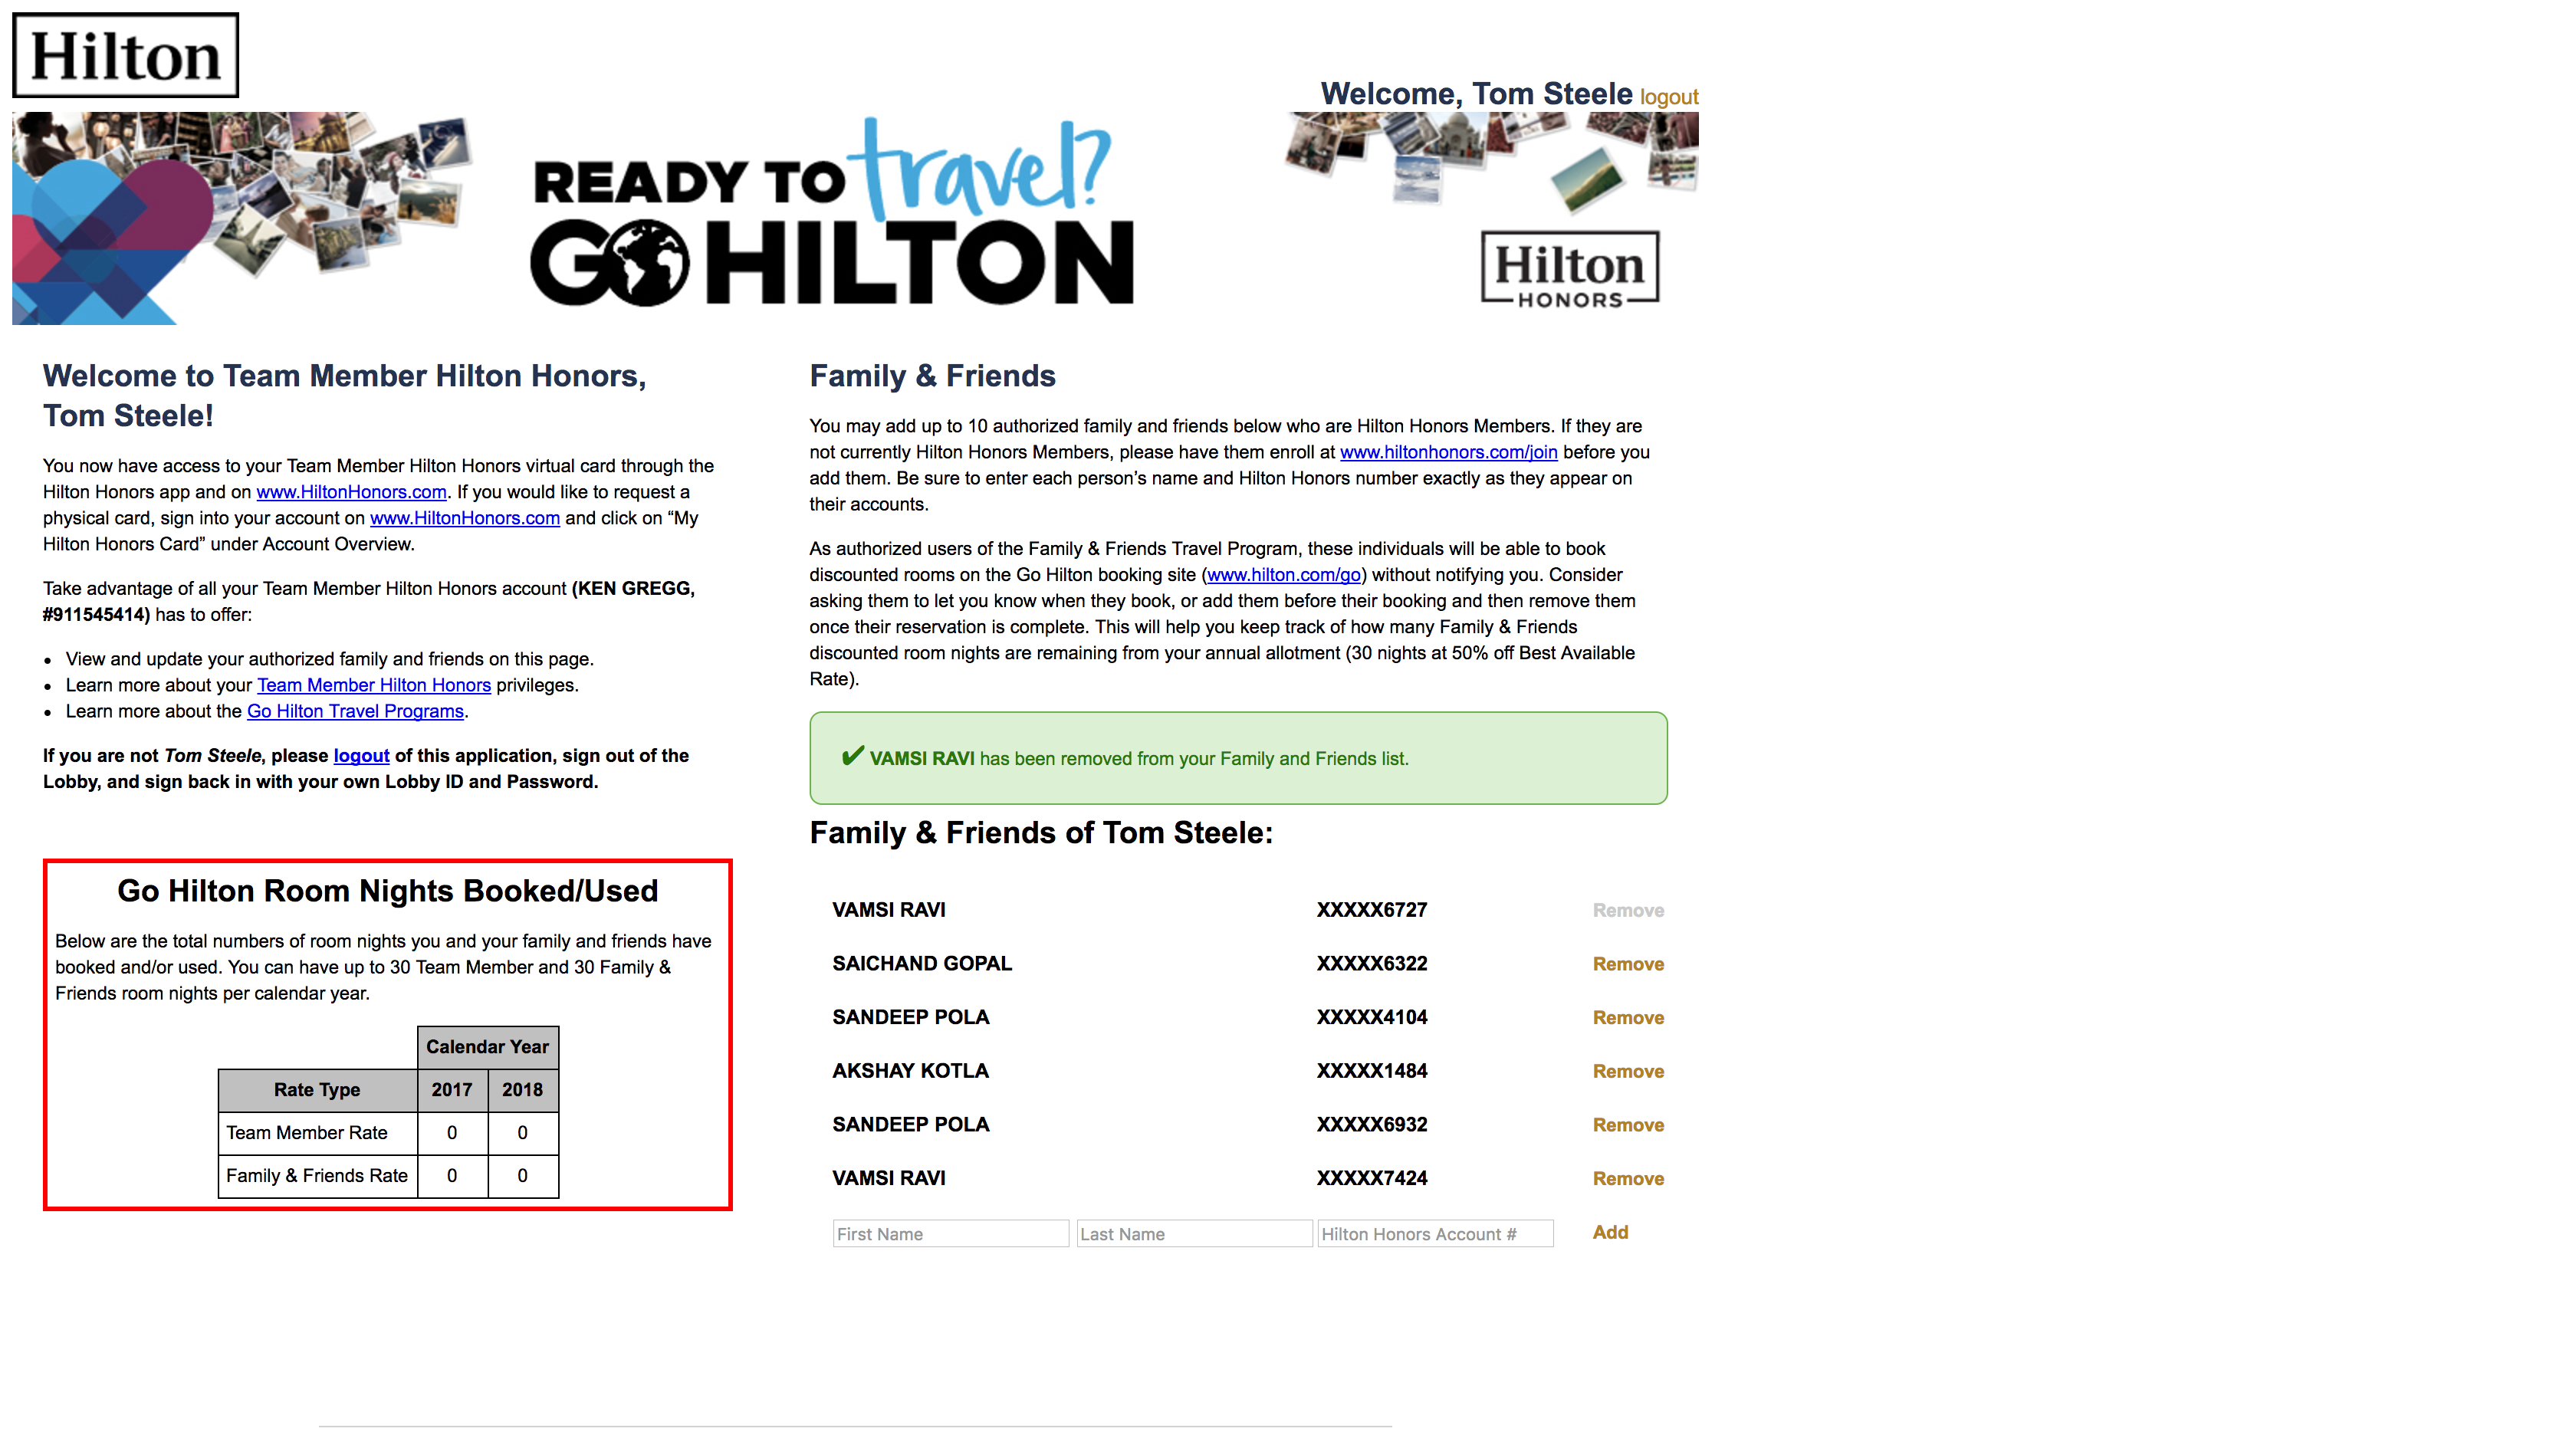 Hilton
Welcome, Tom Steele logout
READY TO travel?
GO HILTON
Hilton
HONORS
Welcome to Team Member Hilton Honors,
Tom Steele!
You now have access to your Team Member Hilton Honors virtual card through the
Hilton Honors app and on www.HiltonHonors.com. If you would like to request a
physical card, sign into your account on www.HiltonHonors.com and click on “My
Hilton Honors Card” under Account Overview.
Take advantage of all your Team Member Hilton Honors account (KEN GREGG,
#911545414) has to offer:
• View and update your authorized family and friends on this page.
• Learn more about your Team Member Hilton Honors privileges.
• Learn more about the Go Hilton Travel Programs.
If you are not Tom Steele, please logout of this application, sign out of the
Lobby, and sign back in with your own Lobby ID and Password.
Go Hilton Room Nights Booked/Used
Below are the total numbers of room nights you and your family and friends have
booked and/or used. You can have up to 30 Team Member and 30 Family &
Friends room nights per calendar year.
Calendar Year
Rate Type 2017 2018
Team Member Rate 0 0
Family & Friends Rate 0 0
Family & Friends
You may add up to 10 authorized family and friends below who are Hilton Honors Members. If they are
not currently Hilton Honors Members, please have them enroll at www.hiltonhonors.com/join before you
add them. Be sure to enter each person’s name and Hilton Honors number exactly as they appear on
their accounts.
As authorized users of the Family & Friends Travel Program, these individuals will be able to book
discounted rooms on the Go Hilton booking site (www.hilton.com/go) without notifying you. Consider
asking them to let you know when they book, or add them before their booking and then remove them
once their reservation is complete. This will help you keep track of how many Family & Friends
discounted room nights are remaining from your annual allotment (30 nights at 50% off Best Available
Rate).
✔ VAMSI RAVI has been removed from your Family and Friends list.
Family & Friends of Tom Steele:
VAMSI RAVI XXXXX6727 Remove
SAICHAND GOPAL XXXXX6322 Remove
SANDEEP POLA XXXXX4104 Remove
AKSHAY KOTLA XXXXX1484 Remove
SANDEEP POLA XXXXX6932 Remove
VAMSI RAVI XXXXX7424 Remove
First Name Last Name Hilton Honors Account # Add